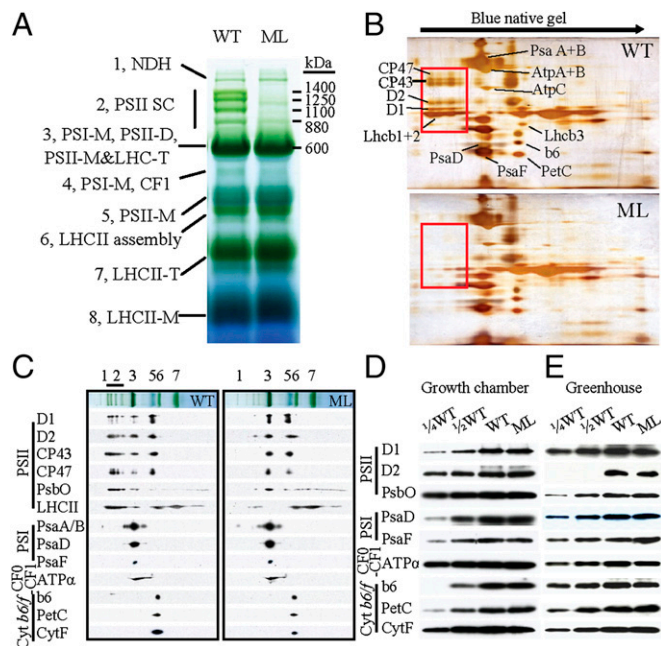 A
WT ML
kDa
1, NDH
2, PSII SC
1400
1250
1100
880
3, PSI-M, PSII-D,
PSII-M&LHC-T
600
4, PSI-M, CF1
5, PSII-M
6, LHCII assembly
7, LHCII-T
8, LHCII-M
B
Blue native gel
WT
Psa A+B
CP47
CP43
AtpA+B
D2
AtpC
D1
Lhcb1+2
Lhcb3
PsaD
b6
PsaF
PetC
ML
C
1 2 3 56 7
1 3 56 7
WT
ML
PSII
D1
D2
CP43
CP47
PsbO
LHCII
PSI
PsaA/B
PsaD
PsaF
CF0
CF1
ATPα
Cyt b6/f
b6
PetC
CytF
D
Growth chamber
¼WT ½WT WT ML
E
Greenhouse
¼WT ½WT WT ML
PSII
D1
D2
PsbO
PSI
PsaD
PsaF
CF0
-CF1
ATPα
Cyt b6/f
b6
PetC
CytF